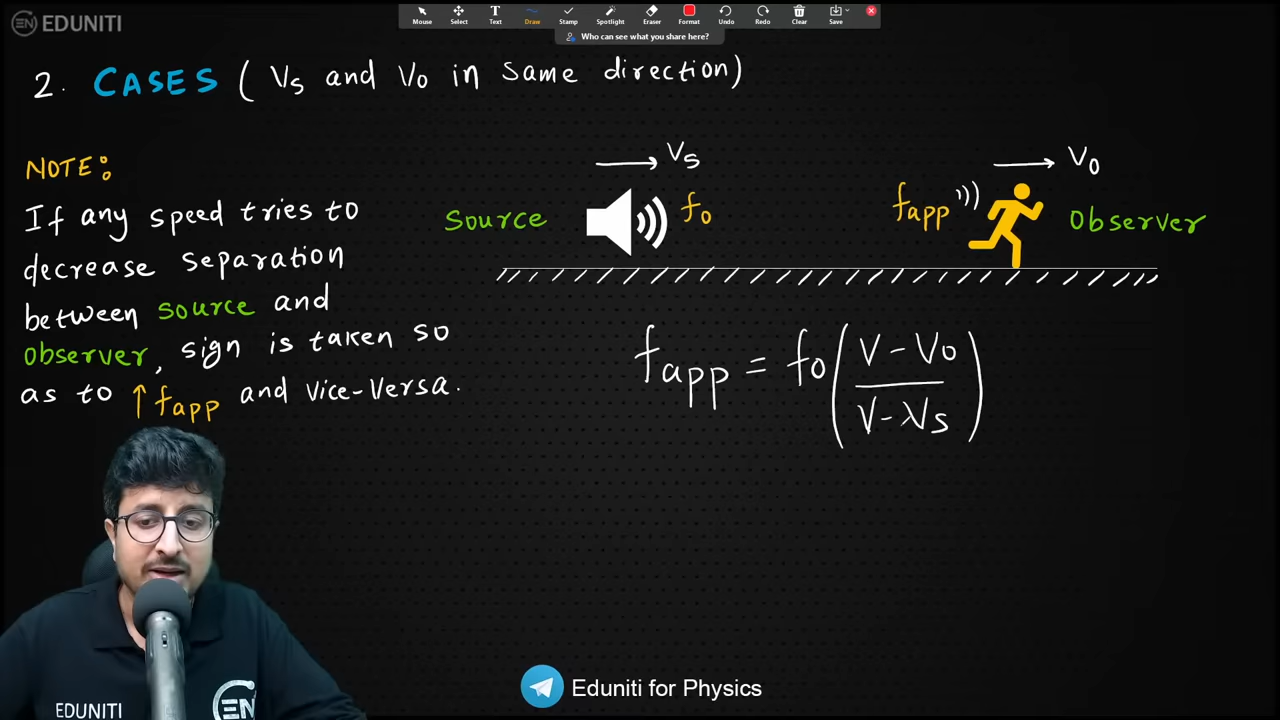 EN EDUNITI
Mouse Select Text Draw Stamp Spotlight Eraser Format Undo Redo Clear Save
Who can see what you share here?
2. CASES ( Vs and Vo in same direction)
NOTE:
If any speed tries to
decrease separation
between source and
observer, sign is taken so
as to ↑ fapp and vice-versa.
Vs
Source
fo
Vo
fapp
Observer
fapp = fo(V - Vo / V - λVs)
EDUNITI
EN
Eduniti for Physics